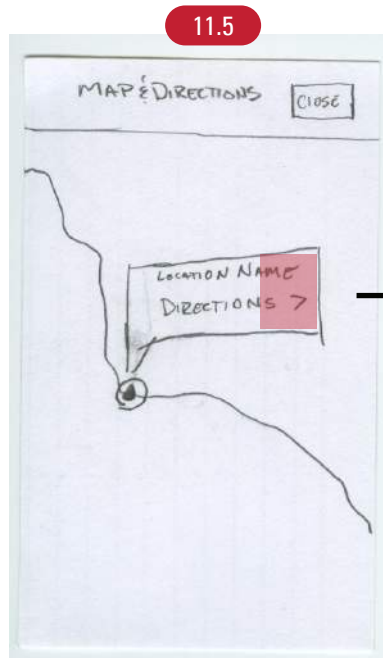 11.5
MAP & DIRECTIONS
CLOSE
LOCATION NAME
DIRECTIONS >